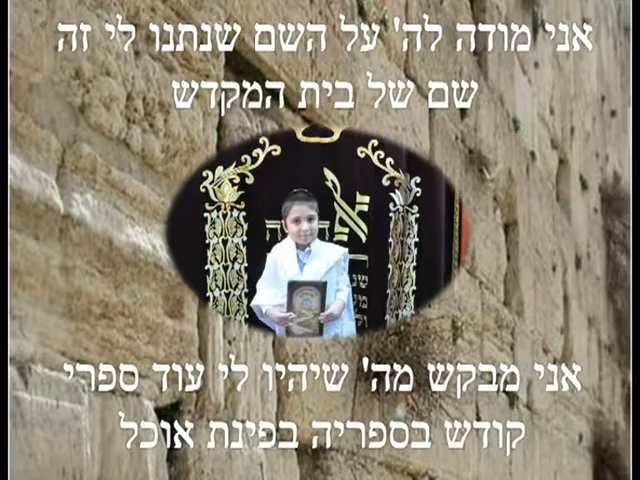 אני מודה לה' על השם שנתנו לי זה
שם של בית המקדש
אני מבקש מה' שיהיו לי עוד ספרי
קודש בספריה בפינת אוכל